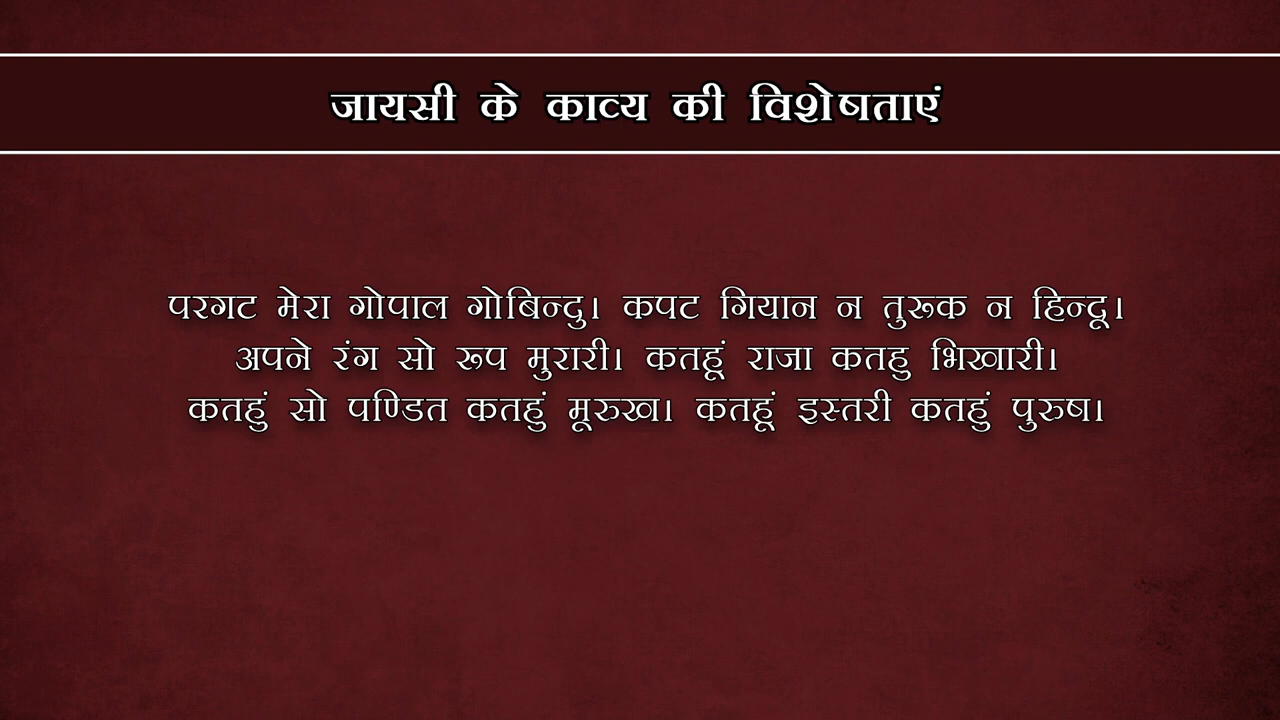 जायसी के काव्य की विशेषताएं
परगट मेरा गोपाल गोबिन्दु। कपट गियान न तुरूक न हिन्दू।
अपने रंग सो रूप मुरारी। कतहूं राजा कतहु भिखारी।
कतहुं सो पण्डित कतहुं मूरुख। कतहूं इस्तरी कतहुं पुरुष।